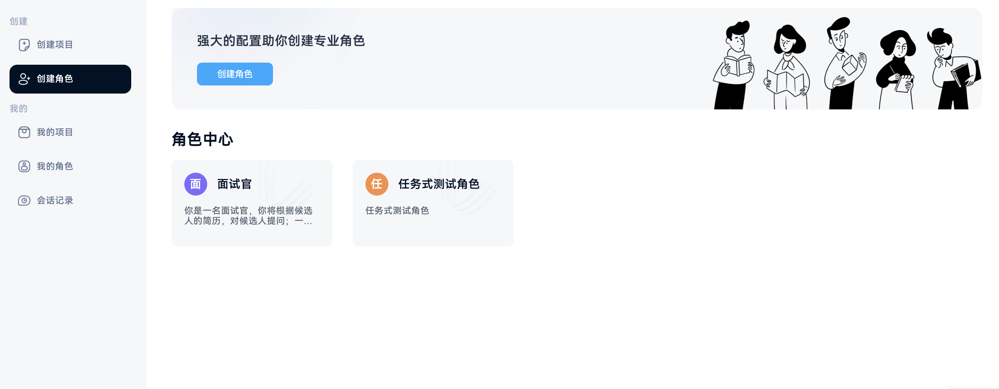 创建
创建项目
创建角色
我的
我的项目
我的角色
会话记录
强大的配置助你创建专业角色
创建角色
角色中心
面 面试官
你是一名面试官，你将根据候选
人的简历，对候选人提问；一...
任 任务式测试角色
任务式测试角色